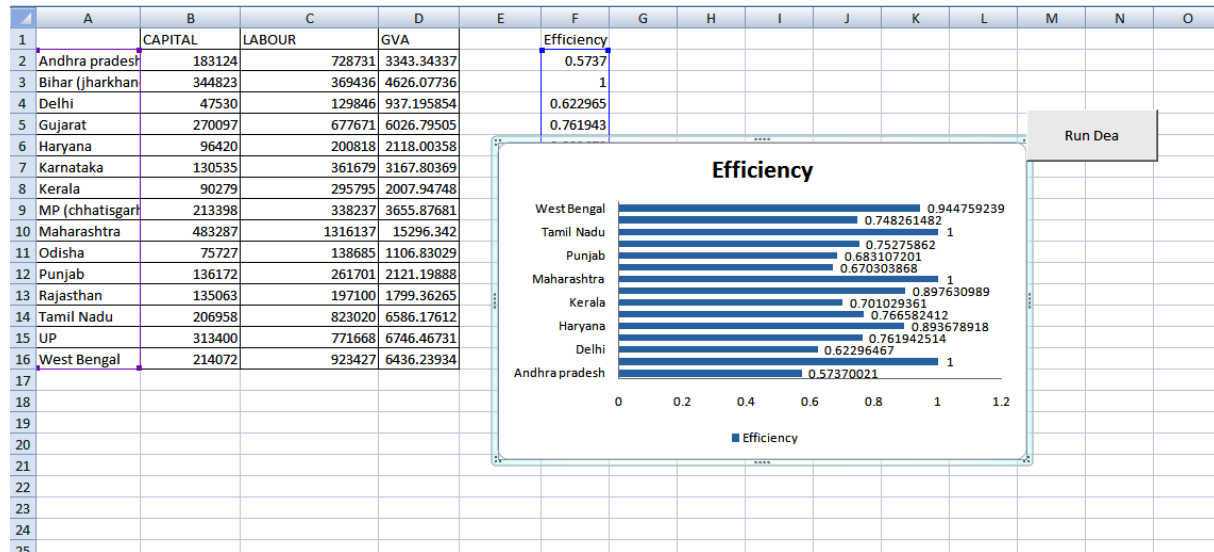 A B C D E F G H I J K L M N O
1 CAPITAL LABOUR GVA Efficiency
2 Andhra pradesh 183124 728731 3343.34337 0.5737
3 Bihar (jharkhan 344823 369436 4626.07736 1
4 Delhi 47530 129846 937.195854 0.622965
5 Gujarat 270097 677671 6026.79505 0.761943
6 Haryana 96420 200818 2118.00358
7 Karnataka 130535 361679 3167.80369
8 Kerala 90279 295795 2007.94748
9 MP (chhatisgarh 213398 338237 3655.87681
10 Maharashtra 483287 1316137 15296.342
11 Odisha 75727 138685 1106.83029
12 Punjab 136172 261701 2121.19888
13 Rajasthan 135063 197100 1799.36265
14 Tamil Nadu 206958 823020 6586.17612
15 UP 313400 771668 6746.46731
16 West Bengal 214072 923427 6436.23934
17
18
19
20
21
22
23
24
25
Run Dea
Efficiency
West Bengal 0.944759239
0.748261482
Tamil Nadu 1
0.75275862
Punjab 0.683107201
0.670303868
Maharashtra 1
0.897630989
Kerala 0.701029361
0.766582412
Haryana 0.893678918
0.761942514
Delhi 0.62296467
1
Andhra pradesh 0.57370021
0 0.2 0.4 0.6 0.8 1 1.2
Efficiency